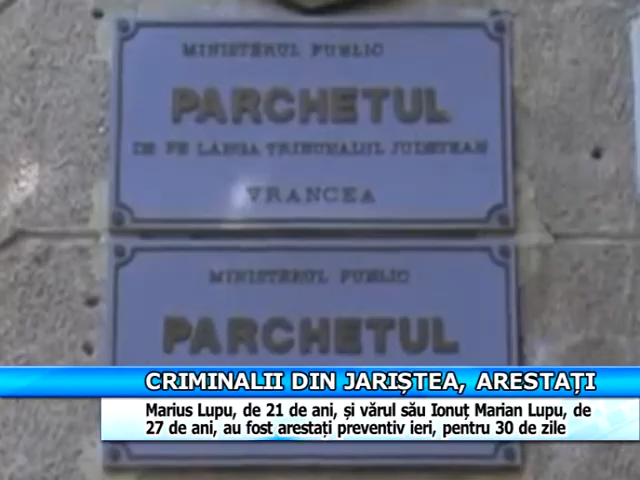 MINISTERUL PUBLIC
PARCHETUL
DE PE LANGA TRIBUNALUL JUDETEAN
VRANCEA
MINISTERUL PUBLIC
PARCHETUL
CRIMINALII DIN JARIȘTEA, ARESTAȚI
Marius Lupu, de 21 de ani, și vărul său Ionuț Marian Lupu, de
27 de ani, au fost arestați preventiv ieri, pentru 30 de zile